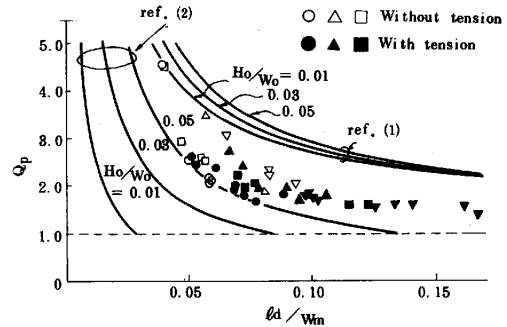 ref. (2)
○ △ □ Without tension
● ▲ ■ With tension
5.0
4.0
8.0
2.0
1.0
0
Qp
Ho/Wo = 0.01
0.03
0.05
ref. (1)
0.05
0.03
Ho/Wo = 0.01
0.05
0.10
0.15
ℓd/Wm